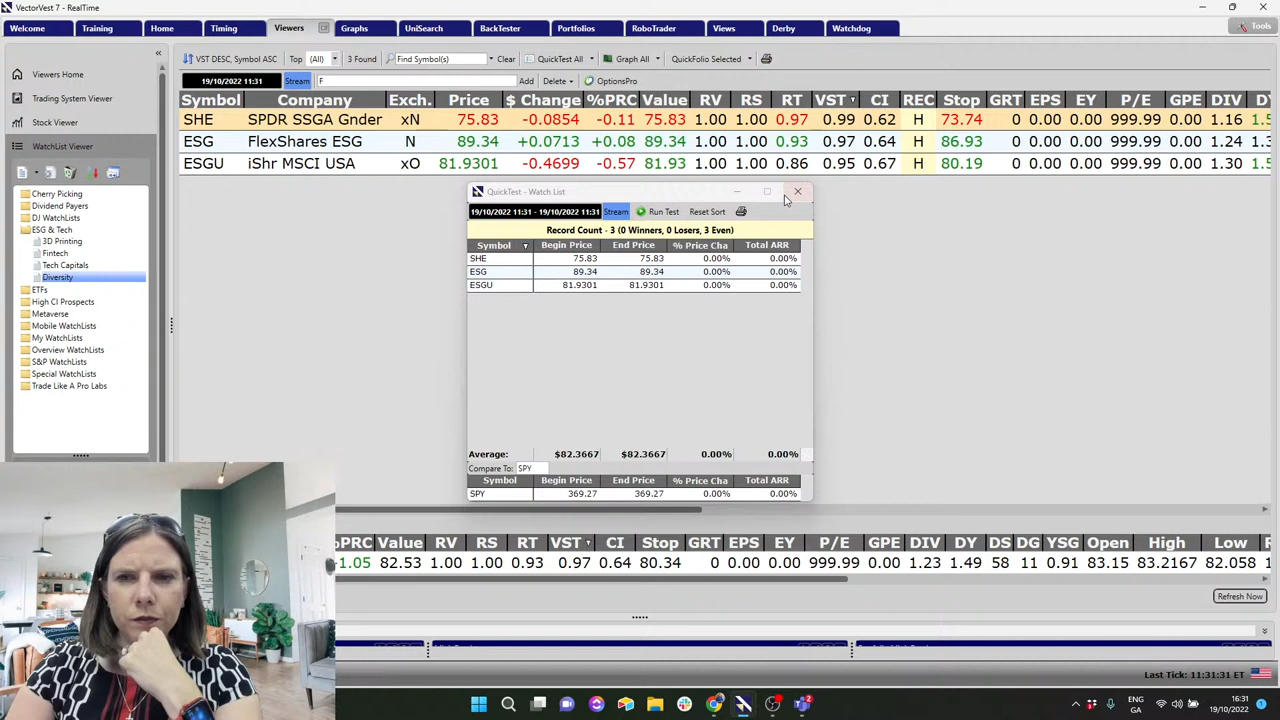 VectorVest 7 - RealTime
Welcome Training Home Timing Viewers Graphs UniSearch BackTester Portfolios RoboTrader Views Derby Watchdog Tools
VST DESC, Symbol ASC Top (All) 3 Found Find Symbol(s) Clear QuickTest All Graph All QuickFolio Selected
19/10/2022 11:31 Stream F Add Delete OptionsPro
Viewers Home
Trading System Viewer
Stock Viewer
WatchList Viewer
Cherry Picking
Dividend Payers
DJ WatchLists
ESG & Tech
3D Printing
Fintech
Tech Capitals
Diversity
ETFs
High CI Prospects
Metaverse
Mobile WatchLists
My WatchLists
Overview WatchLists
S&P WatchLists
Special WatchLists
Trade Like A Pro Labs
Symbol Company Exch. Price $ Change %PRC Value RV RS RT VST CI REC Stop GRT EPS EY P/E GPE DIV
SHE SPDR SSGA Gnder xN 75.83 -0.0854 -0.11 75.83 1.00 1.00 0.97 0.99 0.62 H 73.74 0 0.00 0.00 999.99 0.00 1.16
ESG FlexShares ESG N 89.34 +0.0713 +0.08 89.34 1.00 1.00 0.93 0.97 0.64 H 86.93 0 0.00 0.00 999.99 0.00 1.24
ESGU iShr MSCI USA xO 81.9301 -0.4699 -0.57 81.93 1.00 1.00 0.86 0.95 0.67 H 80.19 0 0.00 0.00 999.99 0.00 1.30
QuickTest - Watch List
19/10/2022 11:31 - 19/10/2022 11:31 Stream Run Test Reset Sort
Record Count - 3 (0 Winners, 0 Losers, 3 Even)
Symbol Begin Price End Price % Price Cha Total ARR
SHE 75.83 75.83 0.00% 0.00%
ESG 89.34 89.34 0.00% 0.00%
ESGU 81.9301 81.9301 0.00% 0.00%
Average: $82.3667 $82.3667 0.00% 0.00%
Compare To: SPY
Symbol Begin Price End Price % Price Cha Total ARR
SPY 369.27 369.27 0.00% 0.00%
Value RV RS RT VST CI Stop GRT EPS EY P/E GPE DIV DY DS DG YSG Open High Low
1.05 82.53 1.00 1.00 0.93 0.97 0.64 80.34 0 0.00 0.00 999.99 0.00 1.23 1.49 58 11 0.91 83.15 83.2167 82.058
Refresh Now
Last Tick: 11:31:31 ET
ENG
GA
16:31
19/10/2022